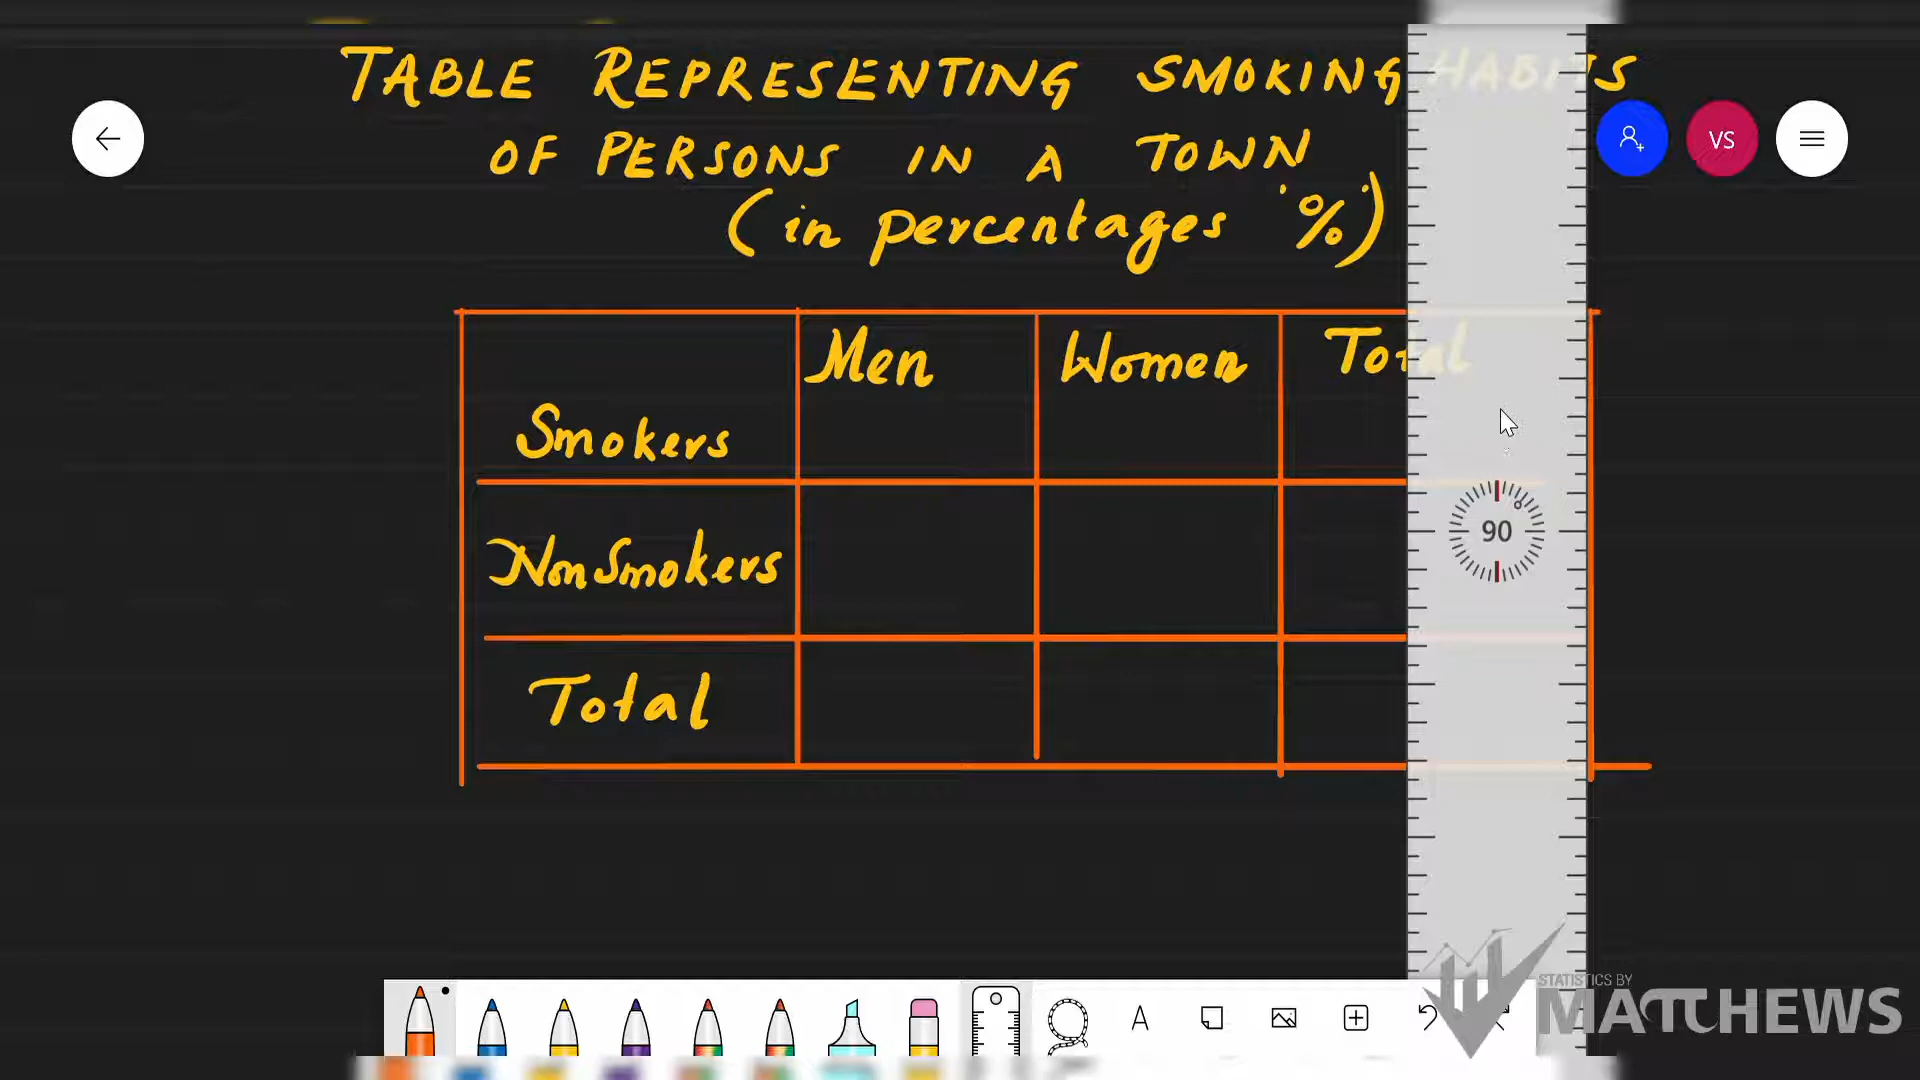 TABLE REPRESENTING SMOKING HABITS
OF PERSONS IN A TOWN
(in percentages '%')
VS
Men Women Total
Smokers
Non Smokers
Total
90
STATISTICS BY
MATTHEWS